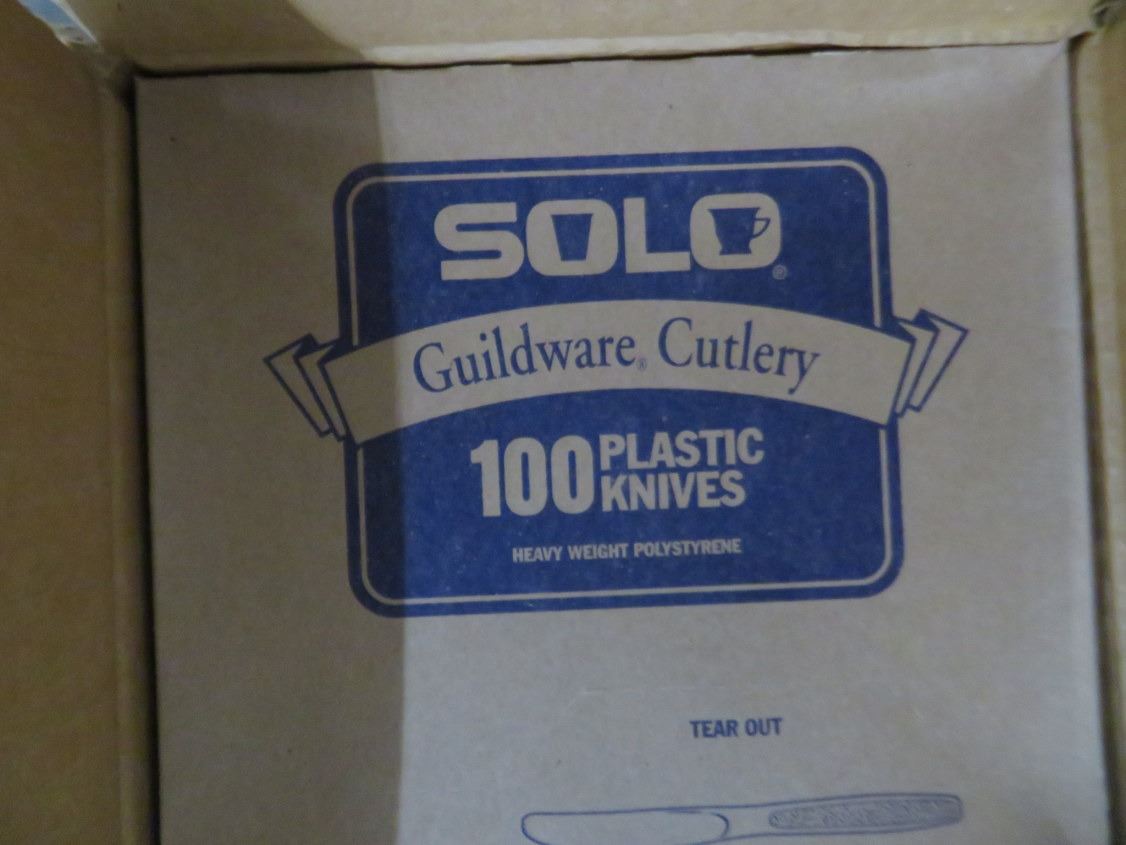 SOLO®
Guildware® Cutlery
100 PLASTIC
KNIVES
HEAVY WEIGHT POLYSTYRENE
TEAR OUT